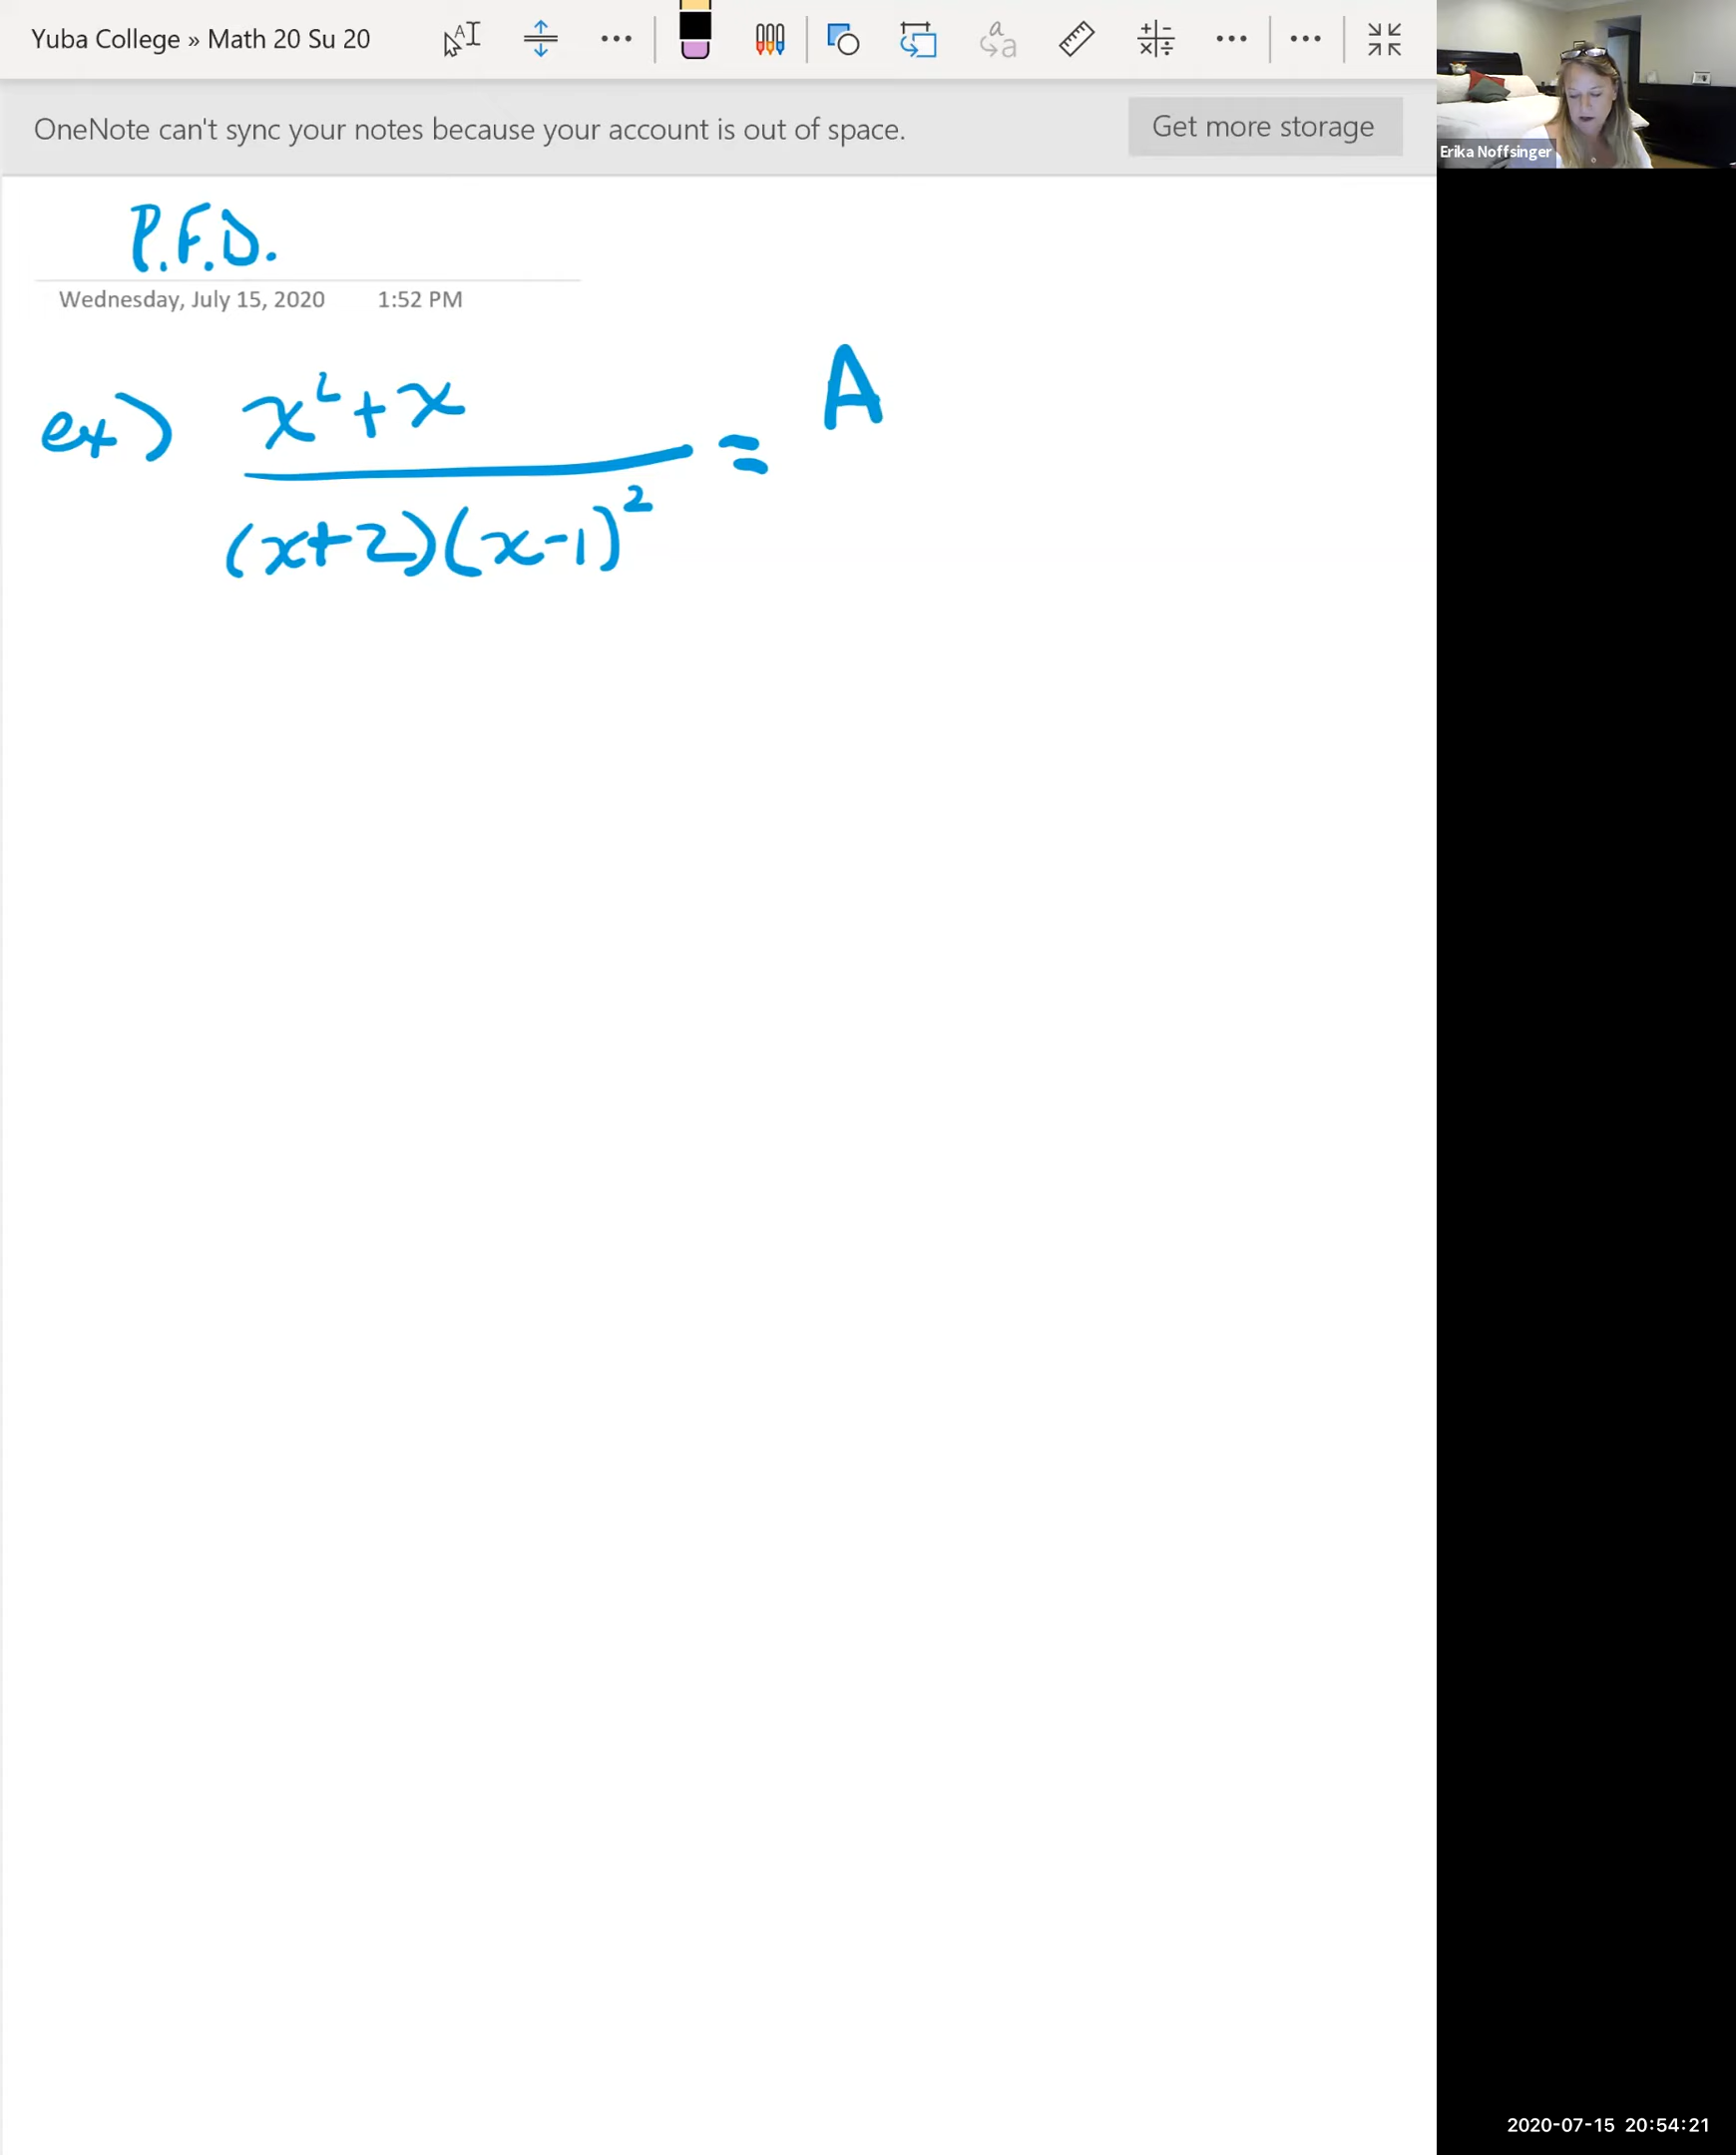 Yuba College » Math 20 Su 20
OneNote can't sync your notes because your account is out of space.
Get more storage
Erika Noffsinger
P.F.D.
Wednesday, July 15, 2020 1:52 PM
ex) x²+x = A
(x+2)(x-1)²
2020-07-15 20:54:21